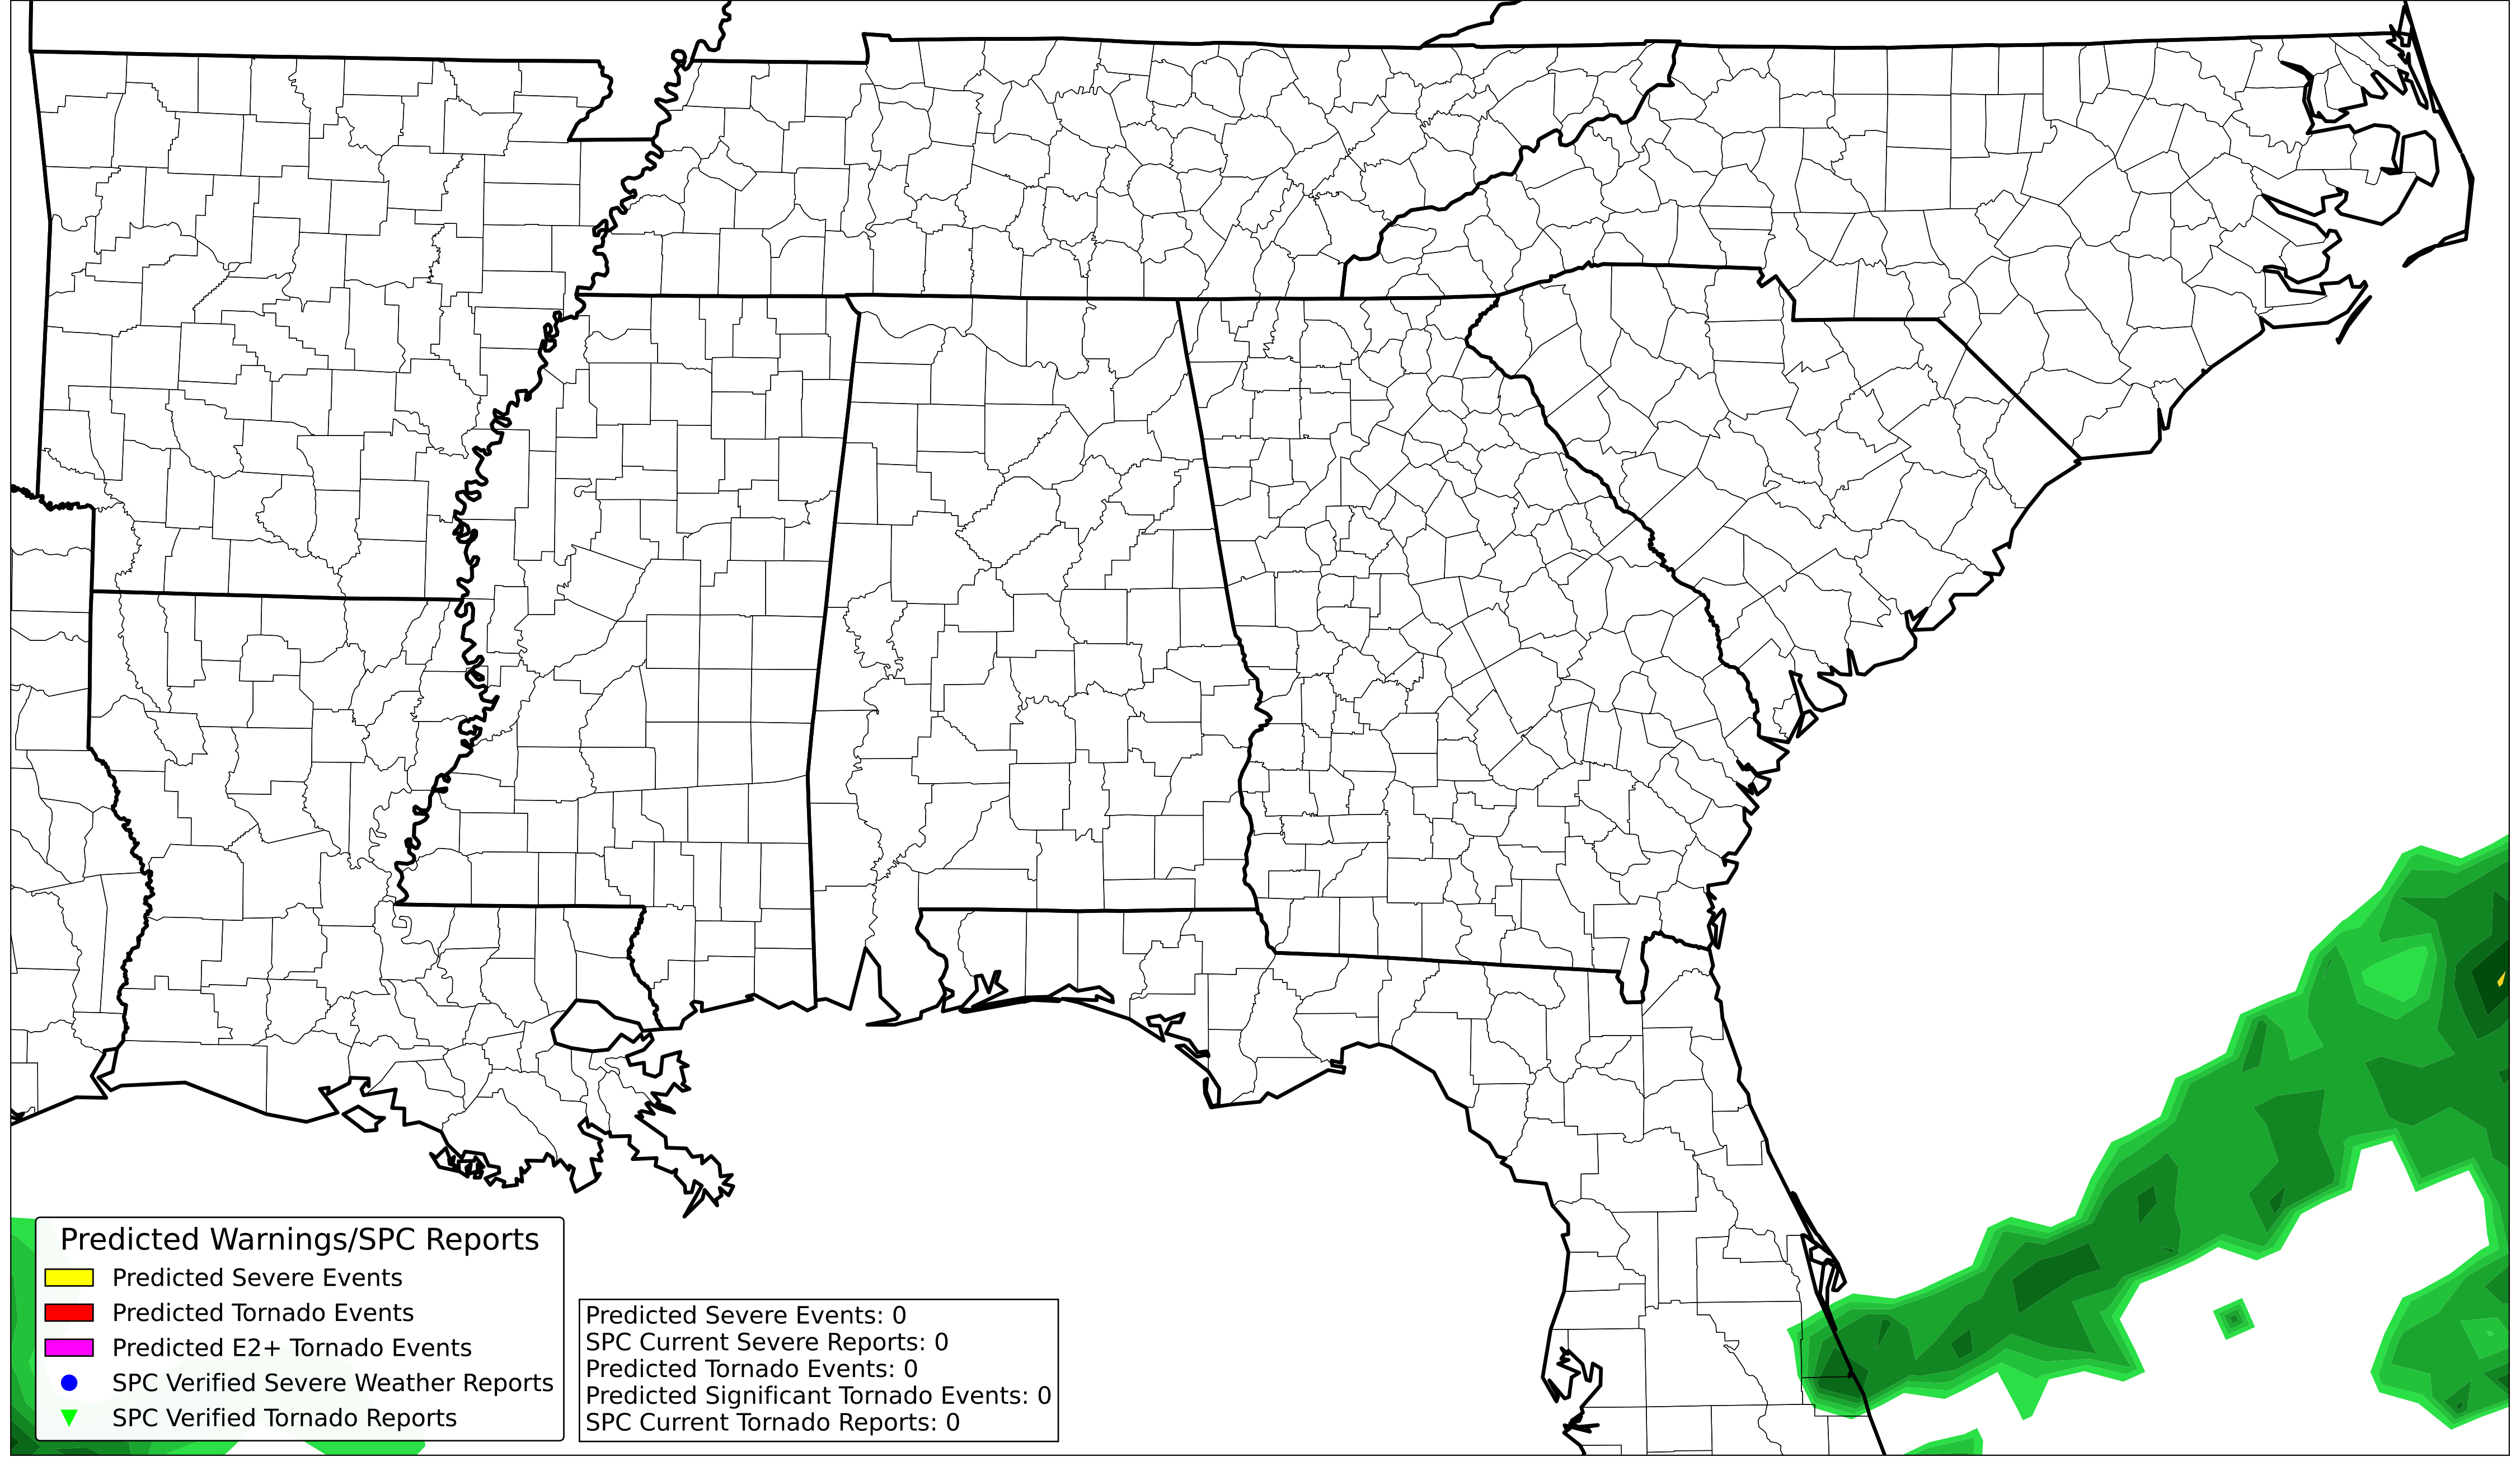 Predicted Warnings/SPC Reports
Predicted Severe Events
Predicted Tornado Events
Predicted E2+ Tornado Events
SPC Verified Severe Weather Reports
SPC Verified Tornado Reports
Predicted Severe Events: 0
SPC Current Severe Reports: 0
Predicted Tornado Events: 0
Predicted Significant Tornado Events: 0
SPC Current Tornado Reports: 0